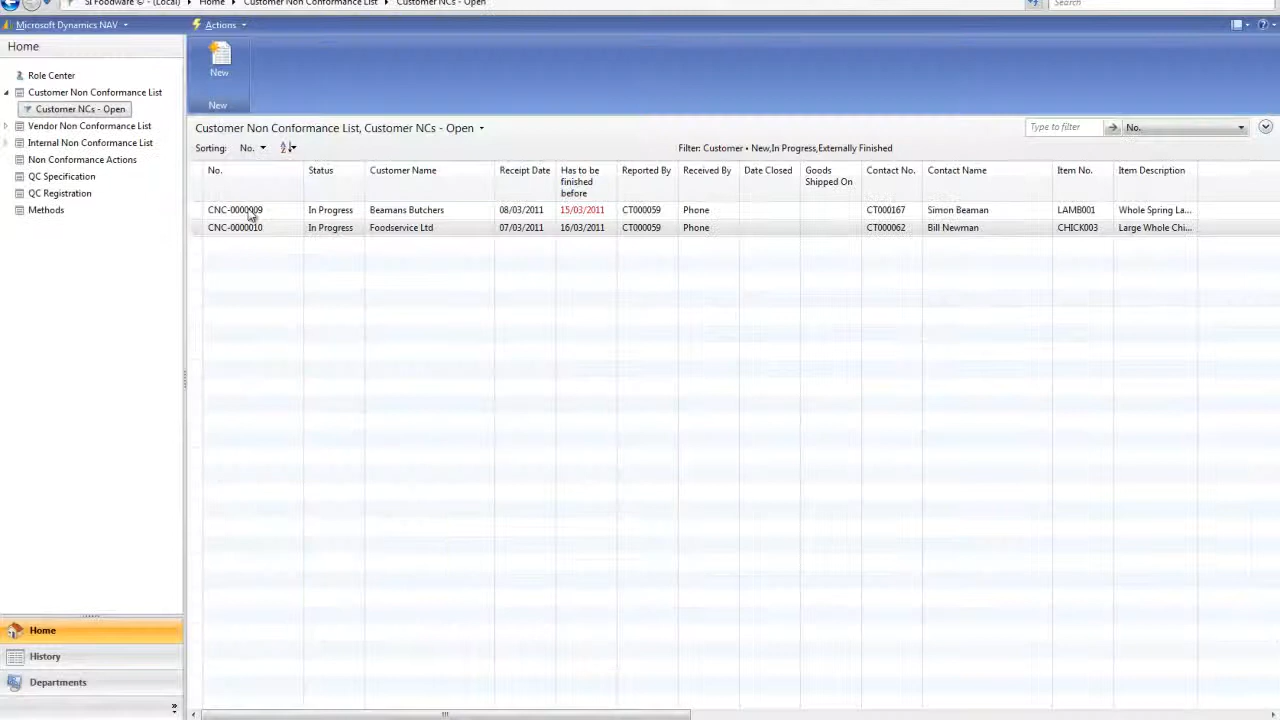 SI Foodware © - (Local) Home Customer Non Conformance List Customer NCs - Open Search
Microsoft Dynamics NAV Actions
Home
New
New
Role Center
Customer Non Conformance List
Customer NCs - Open
Vendor Non Conformance List
Internal Non Conformance List
Non Conformance Actions
QC Specification
QC Registration
Methods
Customer Non Conformance List, Customer NCs - Open Type to filter No.
Sorting: No. Filter: Customer • New,In Progress,Externally Finished
No. Status Customer Name Receipt Date Has to be finished before Reported By Received By Date Closed Goods Shipped On Contact No. Contact Name Item No. Item Description
CNC-0000009 In Progress Beamans Butchers 08/03/2011 15/03/2011 CT000059 Phone CT000167 Simon Beaman LAMB001 Whole Spring La...
CNC-0000010 In Progress Foodservice Ltd 07/03/2011 16/03/2011 CT000059 Phone CT000062 Bill Newman CHICK003 Large Whole Chi...
Home
History
Departments